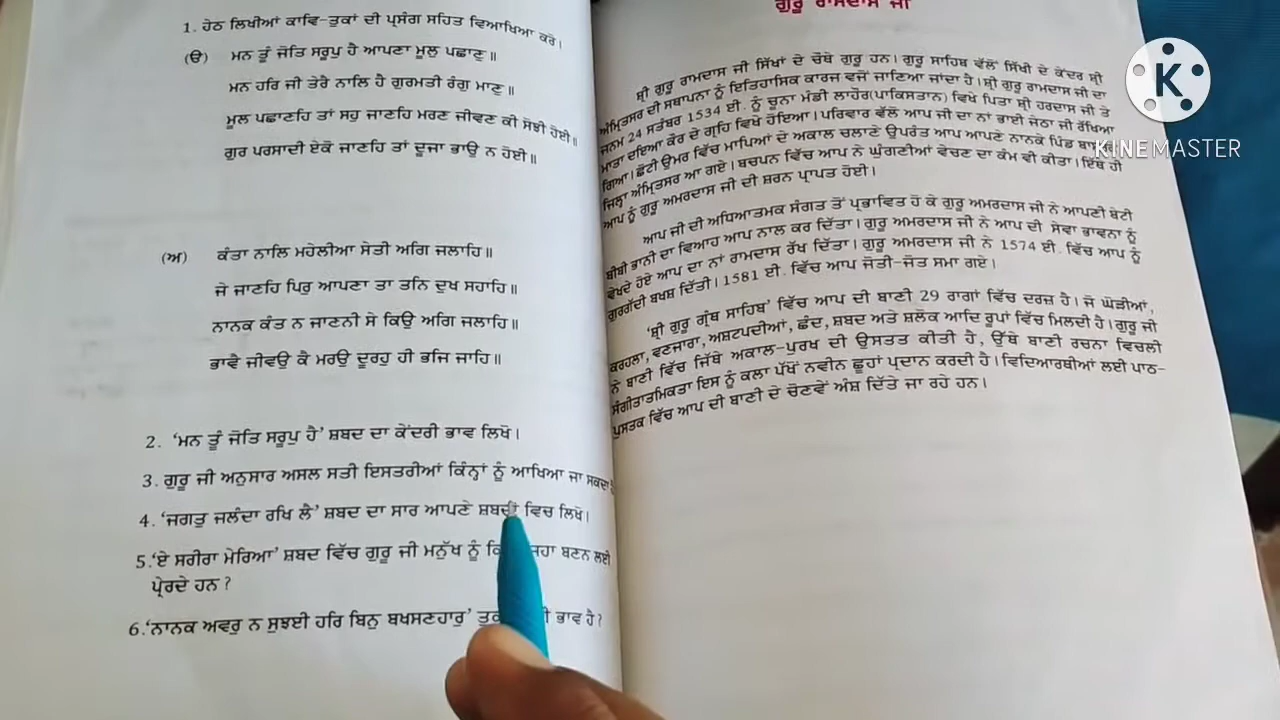 1. ਹੇਠ ਲਿਖੀਆਂ ਕਾਵਿ-ਤੁਕਾਂ ਦੀ ਪ੍ਰਸੰਗ ਸਹਿਤ ਵਿਆਖਿਆ ਕਰੋ।
(ੳ) ਮਨ ਤੂੰ ਜੋਤਿ ਸਰੂਪੁ ਹੈ ਆਪਣਾ ਮੂਲੁ ਪਛਾਣੁ॥
ਮਨ ਹਰਿ ਜੀ ਤੇਰੈ ਨਾਲਿ ਹੈ ਗੁਰਮਤੀ ਰੰਗੁ ਮਾਣੁ॥
ਮੂਲੁ ਪਛਾਣਹਿ ਤਾਂ ਸਹੁ ਜਾਣਹਿ ਮਰਣ ਜੀਵਣ ਕੀ ਸੋਝੀ ਹੋਈ॥
ਗੁਰ ਪਰਸਾਦੀ ਏਕੋ ਜਾਣਹਿ ਤਾਂ ਦੂਜਾ ਭਾਉ ਨ ਹੋਈ॥
(ਅ) ਕੰਤਾ ਨਾਲਿ ਮਹੇਲੀਆ ਸੇਤੀ ਅਗਿ ਜਲਾਹਿ॥
ਜੇ ਜਾਣਹਿ ਪਿਰੁ ਆਪਣਾ ਤਾ ਤਨਿ ਦੁਖ ਸਹਾਹਿ॥
ਨਾਨਕ ਕੰਤ ਨ ਜਾਣਨੀ ਸੇ ਕਿਉ ਅਗਿ ਜਲਾਹਿ॥
ਭਾਵੈ ਜੀਵਉ ਕੈ ਮਰਉ ਦੂਰਹੁ ਹੀ ਭਜਿ ਜਾਹਿ॥
2. 'ਮਨ ਤੂੰ ਜੋਤਿ ਸਰੂਪੁ ਹੈ' ਸ਼ਬਦ ਦਾ ਕੇਂਦਰੀ ਭਾਵ ਲਿਖੋ।
3. ਗੁਰੂ ਜੀ ਅਨੁਸਾਰ ਅਸਲ ਸਤੀ ਇਸਤਰੀਆਂ ਕਿੰਨ੍ਹਾਂ ਨੂੰ ਆਖਿਆ ਜਾ ਸਕਦਾ
4. 'ਜਗਤੁ ਜਲੰਦਾ ਰਖਿ ਲੈ' ਸ਼ਬਦ ਦਾ ਸਾਰ ਆਪਣੇ ਸ਼ਬਦਾਂ ਵਿਚ ਲਿਖੋ।
5. 'ਏ ਸਰੀਰਾ ਮੇਰਿਆ' ਸ਼ਬਦ ਵਿੱਚ ਗੁਰੂ ਜੀ ਮਨੁੱਖ ਨੂੰ ਬਣਨ ਲਈ
ਪ੍ਰੇਰਦੇ ਹਨ?
6. 'ਨਾਨਕ ਅਵਰੁ ਨ ਸੁਝਈ ਹਰਿ ਬਿਨੁ ਬਖਸਣਹਾਰੁ' ਭਾਵ ਹੈ?
ਗੁਰੂ ਰਾਮਦਾਸ ਜੀ
ਸ੍ਰੀ ਗੁਰੂ ਰਾਮਦਾਸ ਜੀ ਸਿੱਖਾਂ ਦੇ ਚੌਥੇ ਗੁਰੂ ਹਨ। ਗੁਰੂ ਸਾਹਿਬ ਵੱਲੋਂ ਸਿੱਖੀ ਦੇ ਕੇਂਦਰ ਸ੍ਰੀ
ਅੰਮ੍ਰਿਤਸਰ ਦੀ ਸਥਾਪਨਾ ਨੂੰ ਇਤਿਹਾਸਿਕ ਕਾਰਜ ਵਜੋਂ ਜਾਣਿਆ ਜਾਂਦਾ ਹੈ। ਸ੍ਰੀ ਗੁਰੂ ਰਾਮਦਾਸ ਜੀ ਦਾ
ਜਨਮ 24 ਸਤੰਬਰ 1534 ਈ. ਨੂੰ ਚੂਨਾ ਮੰਡੀ ਲਾਹੌਰ(ਪਾਕਿਸਤਾਨ) ਵਿਖੇ ਪਿਤਾ ਸ੍ਰੀ ਹਰਦਾਸ ਜੀ ਤੇ
ਮਾਤਾ ਦਇਆ ਕੌਰ ਦੇ ਗ੍ਰਹਿ ਵਿਖੇ ਹੋਇਆ। ਪਰਿਵਾਰ ਵੱਲੋਂ ਆਪ ਜੀ ਦਾ ਨਾਂ ਭਾਈ ਜੇਠਾ ਜੀ ਰੱਖਿਆ
ਗਿਆ। ਛੋਟੀ ਉਮਰ ਵਿੱਚ ਮਾਪਿਆਂ ਦੇ ਅਕਾਲ ਚਲਾਣੇ ਉਪਰੰਤ ਆਪ ਆਪਣੇ ਨਾਨਕੇ ਪਿੰਡ
ਜ਼ਿਲ੍ਹਾ ਅੰਮ੍ਰਿਤਸਰ ਆ ਗਏ। ਬਚਪਨ ਵਿੱਚ ਆਪ ਨੇ ਘੁੰਗਣੀਆਂ ਵੇਚਣ ਦਾ ਕੰਮ ਵੀ ਕੀਤਾ। ਇੱਥੇ ਹੀ
ਆਪ ਨੂੰ ਗੁਰੂ ਅਮਰਦਾਸ ਜੀ ਦੀ ਸ਼ਰਨ ਪ੍ਰਾਪਤ ਹੋਈ।
ਆਪ ਜੀ ਦੀ ਅਧਿਆਤਮਕ ਸੰਗਤ ਤੋਂ ਪ੍ਰਭਾਵਿਤ ਹੋ ਕੇ ਗੁਰੂ ਅਮਰਦਾਸ ਜੀ ਨੇ ਆਪਣੀ ਬੇਟੀ
ਬੀਬੀ ਭਾਨੀ ਦਾ ਵਿਆਹ ਆਪ ਨਾਲ ਕਰ ਦਿੱਤਾ। ਗੁਰੂ ਅਮਰਦਾਸ ਜੀ ਨੇ ਆਪ ਦੀ ਸੇਵਾ ਭਾਵਨਾ ਨੂੰ
ਵੇਖਦੇ ਹੋਏ ਆਪ ਦਾ ਨਾਂ ਰਾਮਦਾਸ ਰੱਖ ਦਿੱਤਾ। ਗੁਰੂ ਅਮਰਦਾਸ ਜੀ ਨੇ 1574 ਈ. ਵਿੱਚ ਆਪ ਨੂੰ
ਗੁਰਗੱਦੀ ਬਖਸ਼ ਦਿੱਤੀ। 1581 ਈ. ਵਿੱਚ ਆਪ ਜੋਤੀ-ਜੋਤ ਸਮਾ ਗਏ।
'ਸ੍ਰੀ ਗੁਰੂ ਗ੍ਰੰਥ ਸਾਹਿਬ' ਵਿੱਚ ਆਪ ਦੀ ਬਾਣੀ 29 ਰਾਗਾਂ ਵਿੱਚ ਦਰਜ਼ ਹੈ। ਜੋ ਘੋੜੀਆਂ,
ਕਰਹਲਾ, ਵਣਜਾਰਾ, ਅਸ਼ਟਪਦੀਆਂ, ਛੰਦ, ਸ਼ਬਦ ਅਤੇ ਸ਼ਲੋਕ ਆਦਿ ਰੂਪਾਂ ਵਿੱਚ ਮਿਲਦੀ ਹੈ। ਗੁਰੂ ਜੀ
ਨੇ ਬਾਣੀ ਵਿੱਚ ਜਿੱਥੇ ਅਕਾਲ-ਪੁਰਖ ਦੀ ਉਸਤਤ ਕੀਤੀ ਹੈ, ਉੱਥੇ ਬਾਣੀ ਰਚਨਾ ਵਿਚਲੀ
ਸੰਗੀਤਾਤਮਿਕਤਾ ਇਸ ਨੂੰ ਕਲਾ ਪੱਖੋਂ ਨਵੀਨ ਛੂਹਾਂ ਪ੍ਰਦਾਨ ਕਰਦੀ ਹੈ। ਵਿਦਿਆਰਥੀਆਂ ਲਈ ਪਾਠ-
ਪੁਸਤਕ ਵਿੱਚ ਆਪ ਦੀ ਬਾਣੀ ਦੇ ਚੋਣਵੇਂ ਅੰਸ਼ ਦਿੱਤੇ ਜਾ ਰਹੇ ਹਨ।
K
KINEMASTER